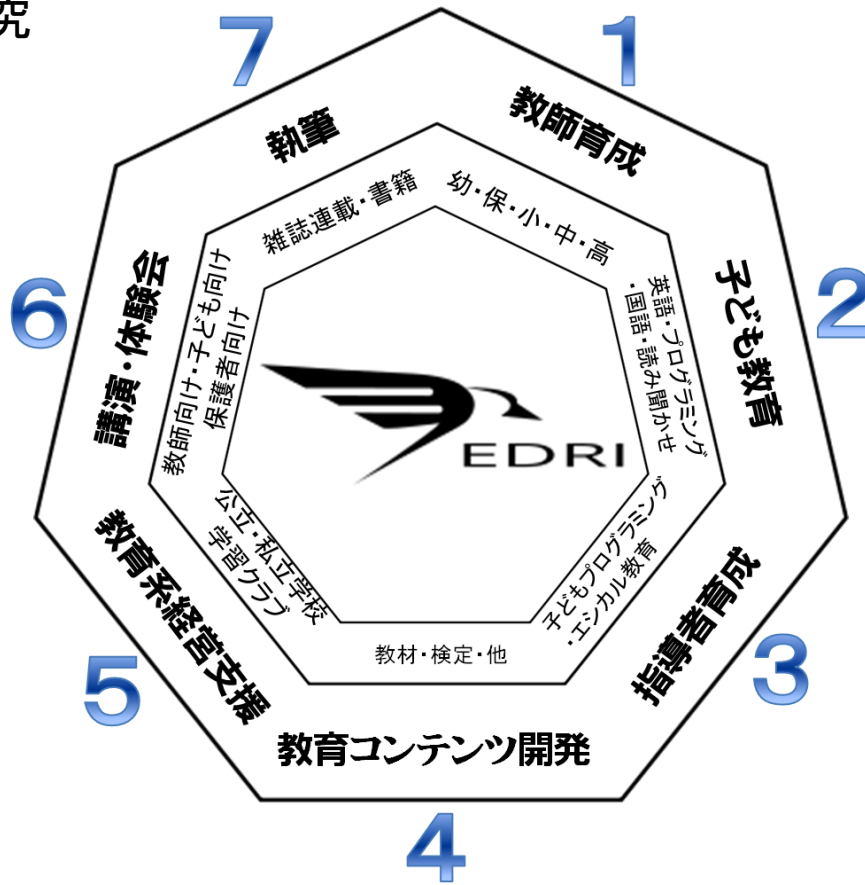 究
1
教師育成
幼・保・小・中・高
2
子ども教育
英語・プログラミング
・国語・読み聞かせ
3
指導者育成
子どもプログラミング
・エシカル教育
4
教育コンテンツ開発
教材・検定・他
5
教育系経営支援
公立・私立学校
学習クラブ
6
講演・体験会
教師向け・子ども向け
保護者向け
7
執筆
雑誌連載・書籍
EDRI